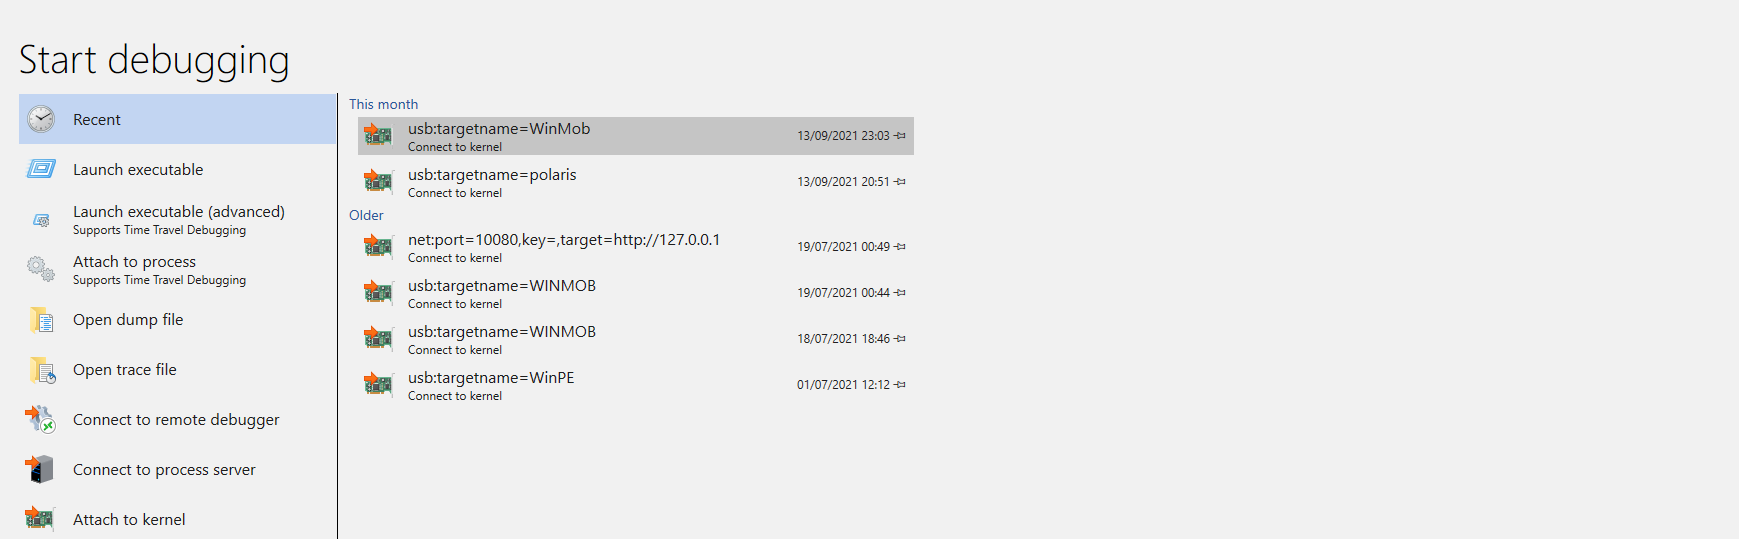 Start debugging
Recent
Launch executable
Launch executable (advanced)
Supports Time Travel Debugging
Attach to process
Supports Time Travel Debugging
Open dump file
Open trace file
Connect to remote debugger
Connect to process server
Attach to kernel
This month
usb:targetname=WinMob
Connect to kernel
13/09/2021 23:03
usb:targetname=polaris
Connect to kernel
13/09/2021 20:51
Older
net:port=10080,key=,target=http://127.0.0.1
Connect to kernel
19/07/2021 00:49
usb:targetname=WINMOB
Connect to kernel
19/07/2021 00:44
usb:targetname=WINMOB
Connect to kernel
18/07/2021 18:46
usb:targetname=WinPE
Connect to kernel
01/07/2021 12:12